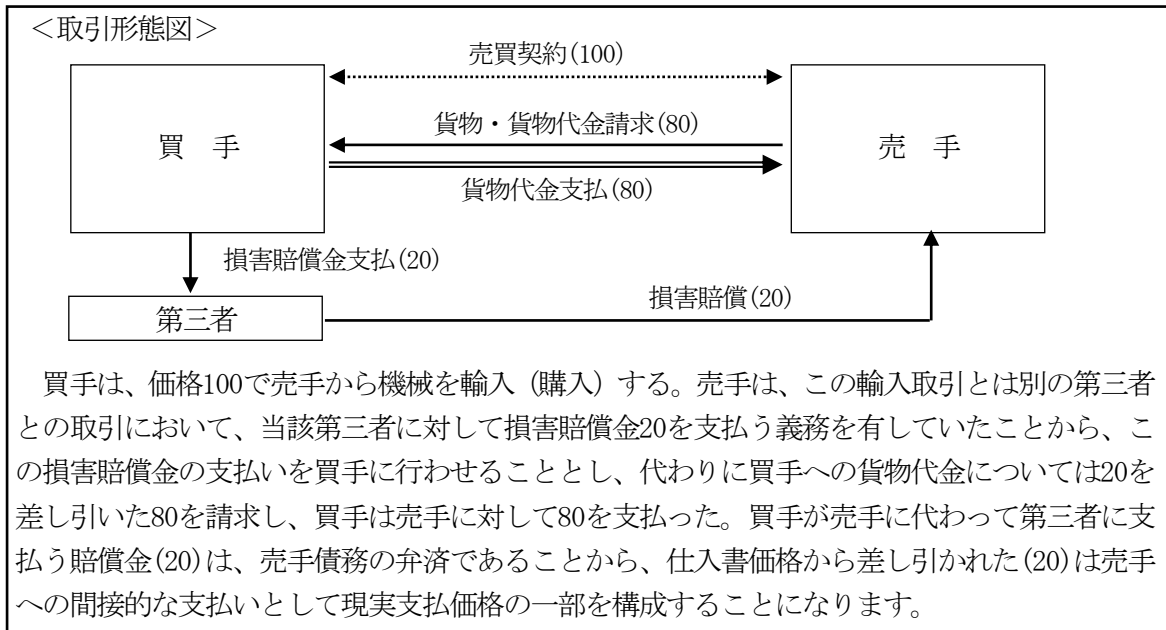 ＜取引形態図＞
売買契約(100)
買　手
売　手
貨物・貨物代金請求(80)
貨物代金支払(80)
損害賠償金支払(20)
損害賠償(20)
第三者
買手は、価格100で売手から機械を輸入（購入）する。売手は、この輸入取引とは別の第三者
との取引において、当該第三者に対して損害賠償金20を支払う義務を有していたことから、こ
の損害賠償金の支払いを買手に行わせることとし、代わりに買手への貨物代金については20を
差し引いた80を請求し、買手は売手に対して80を支払った。買手が売手に代わって第三者に支
払う賠償金(20)は、売手債務の弁済であることから、仕入書価格から差し引かれた(20)は売手
への間接的な支払いとして現実支払価格の一部を構成することになります。